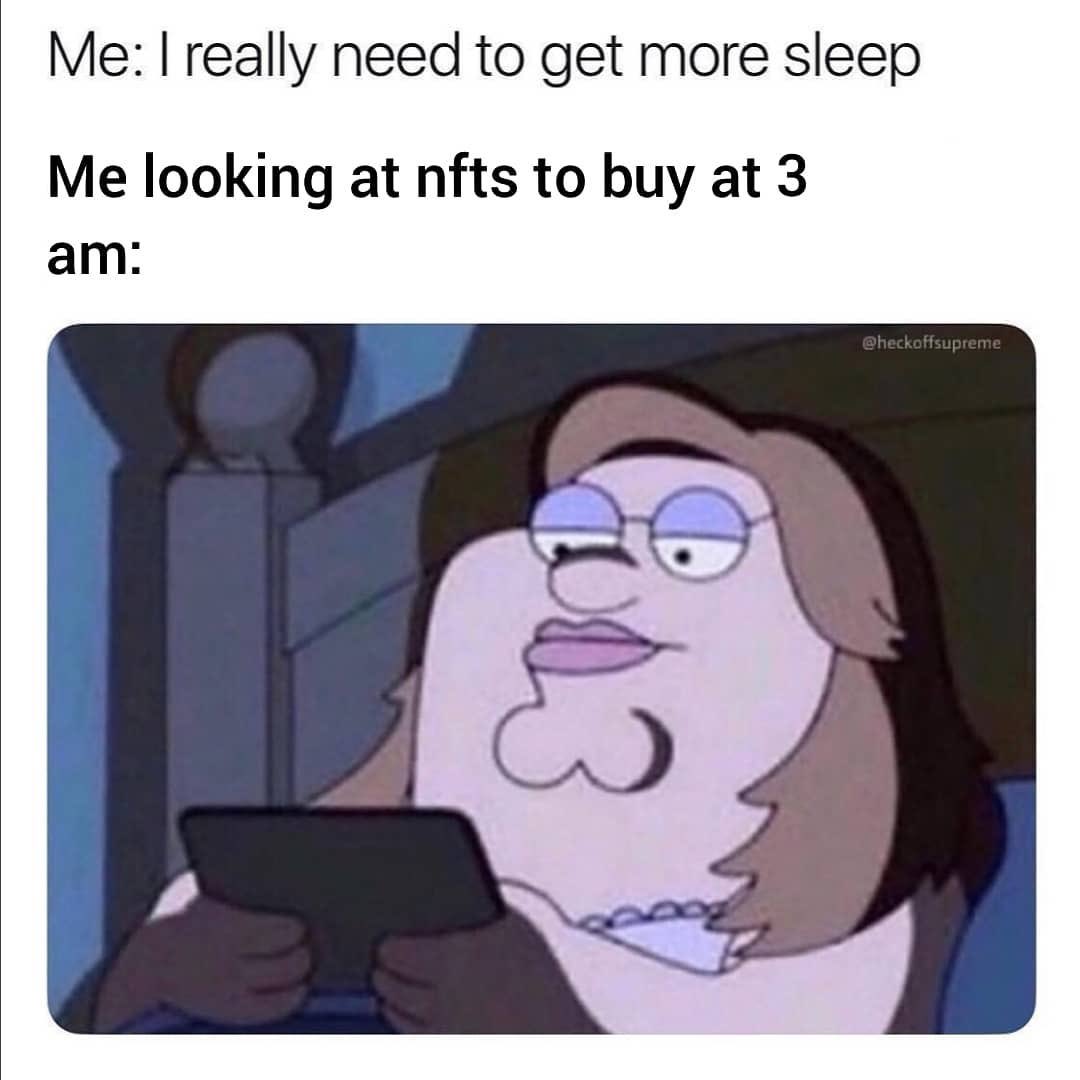 Me: I really need to get more sleep
Me looking at nfts to buy at 3
am:
@heckoffsupreme